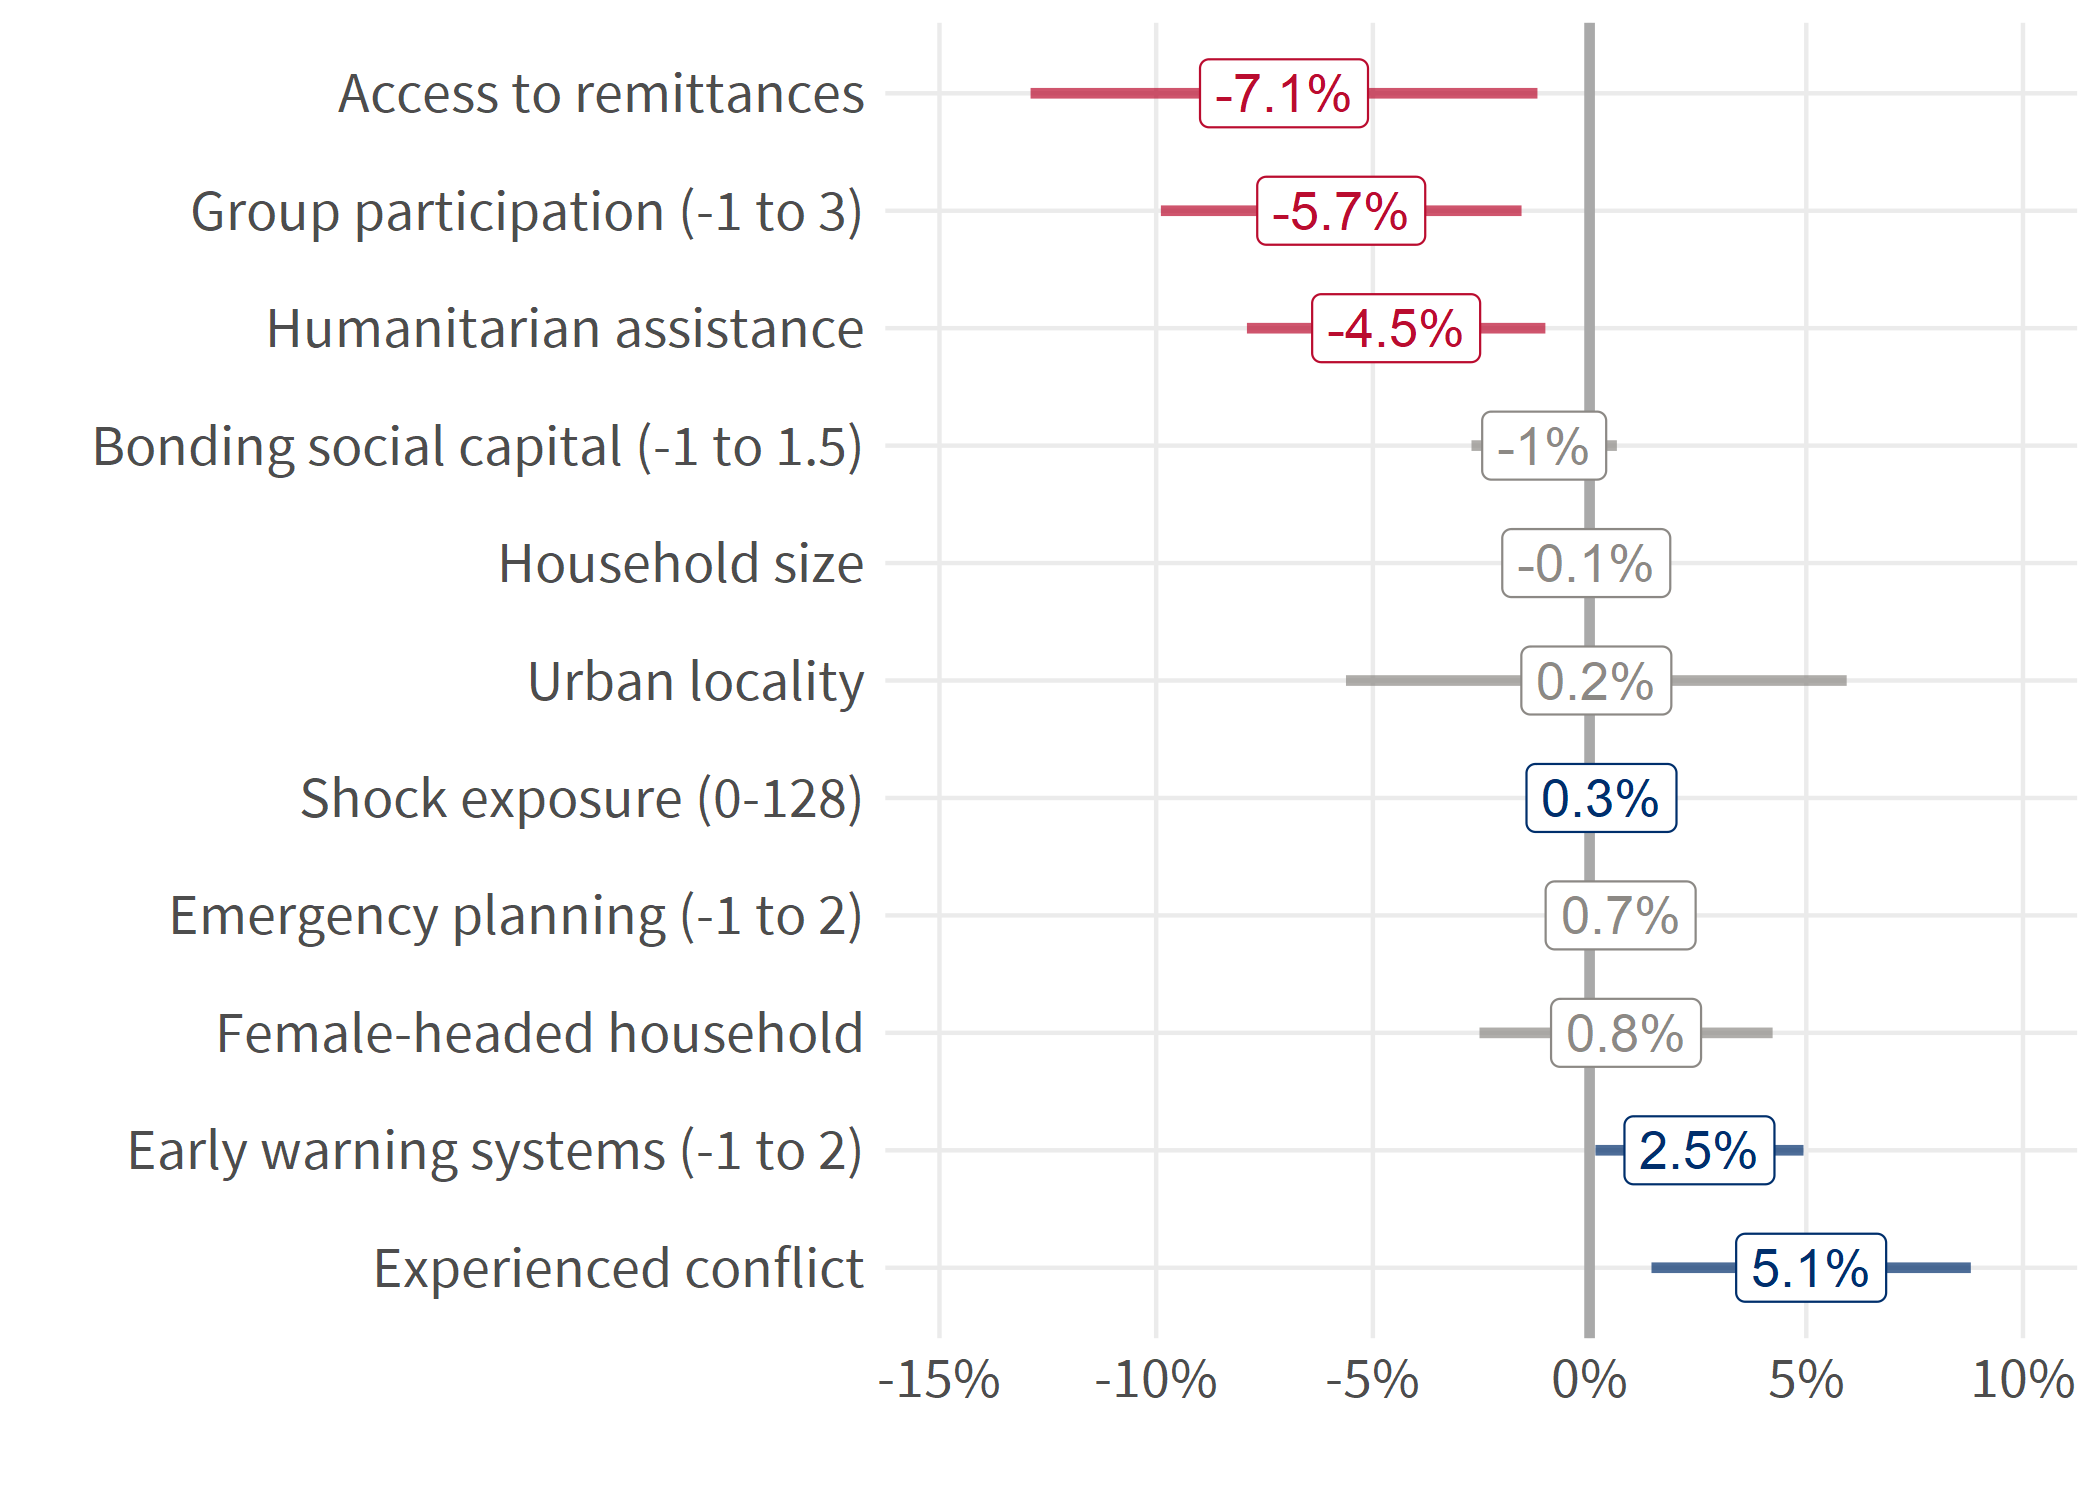 Access to remittances -7.1%
Group participation (-1 to 3) -5.7%
Humanitarian assistance -4.5%
Bonding social capital (-1 to 1.5) -1%
Household size -0.1%
Urban locality 0.2%
Shock exposure (0-128) 0.3%
Emergency planning (-1 to 2) 0.7%
Female-headed household 0.8%
Early warning systems (-1 to 2) 2.5%
Experienced conflict 5.1%
-15% -10% -5% 0% 5% 10%